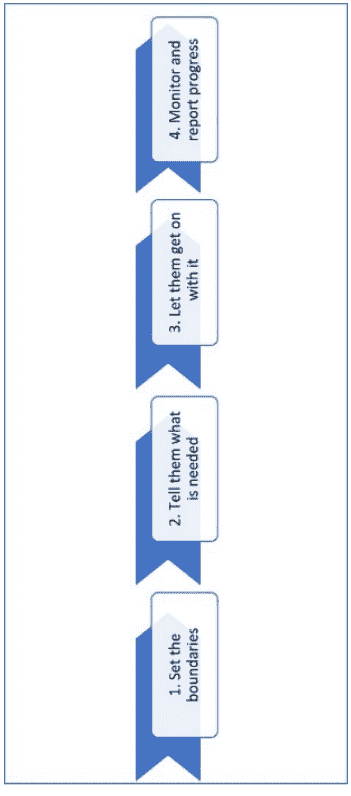 1. Set the
boundaries
2. Tell them what
is needed
3. Let them get on
with it
4. Monitor and
report progress